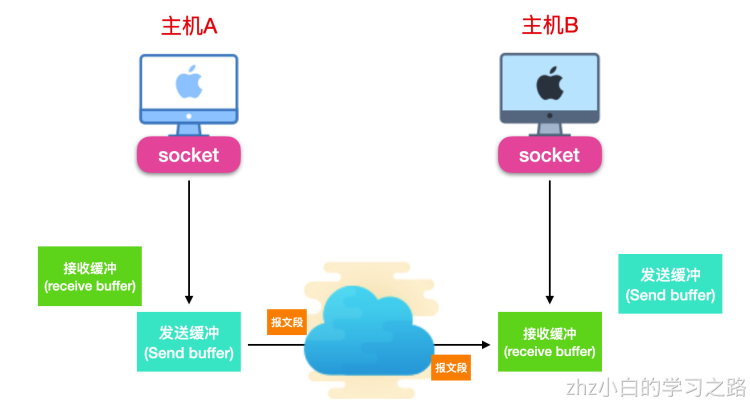 主机A
主机B
socket
socket
接收缓冲
(receive buffer)
发送缓冲
(Send buffer)
发送缓冲
(Send buffer)
报文段
接收缓冲
(receive buffer)
报文段
zhz小白的学习之路